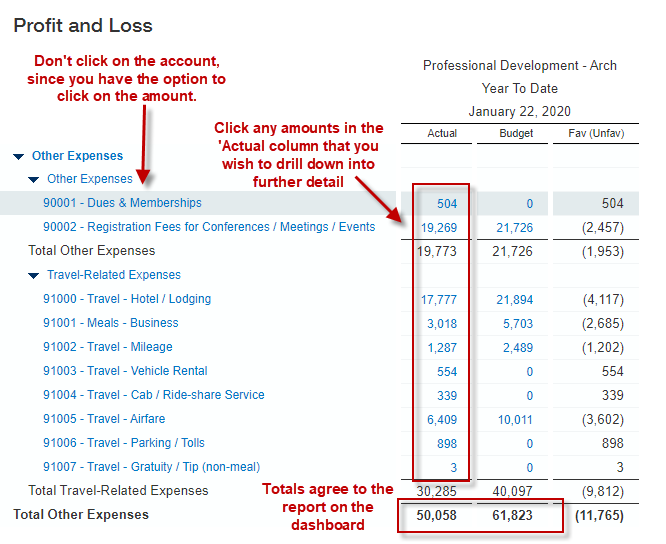 Profit and Loss
Don't click on the account,
since you have the option to
click on the amount.
Professional Development - Arch
Year To Date
January 22, 2020
Click any amounts in the
'Actual column that you
wish to drill down into
further detail
Actual Budget Fav (Unfav)
Other Expenses
Other Expenses
90001 - Dues & Memberships 504 0 504
90002 - Registration Fees for Conferences / Meetings / Events 19,269 21,726 (2,457)
Total Other Expenses 19,773 21,726 (1,953)
Travel-Related Expenses
91000 - Travel - Hotel / Lodging 17,777 21,894 (4,117)
91001 - Meals - Business 3,018 5,703 (2,685)
91002 - Travel - Mileage 1,287 2,489 (1,202)
91003 - Travel - Vehicle Rental 554 0 554
91004 - Travel - Cab / Ride-share Service 339 0 339
91005 - Travel - Airfare 6,409 10,011 (3,602)
91006 - Travel - Parking / Tolls 898 0 898
91007 - Travel - Gratuity / Tip (non-meal) 3 0 3
Total Travel-Related Expenses 30,285 40,097 (9,812)
Total Other Expenses 50,058 61,823 (11,765)
Totals agree to the
report on the
dashboard